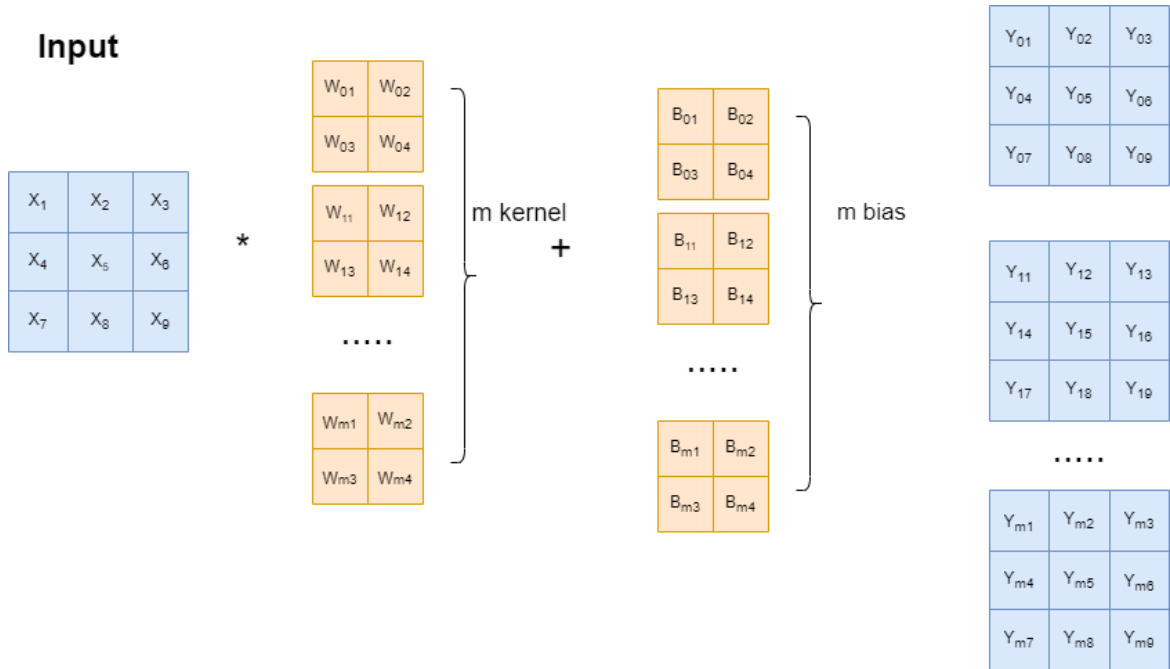 Input
X1 X2 X3
X4 X5 X6
X7 X8 X9
*
W01 W02
W03 W04
W11 W12
W13 W14
.....
Wm1 Wm2
Wm3 Wm4
m kernel
+
B01 B02
B03 B04
B11 B12
B13 B14
.....
Bm1 Bm2
Bm3 Bm4
m bias
Y01 Y02 Y03
Y04 Y05 Y06
Y07 Y08 Y09
Y11 Y12 Y13
Y14 Y15 Y16
Y17 Y18 Y19
.....
Ym1 Ym2 Ym3
Ym4 Ym5 Ym6
Ym7 Ym8 Ym9